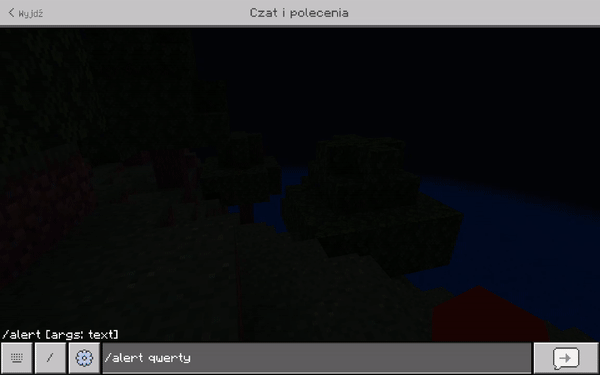 Wyjdź
Czat i polecenia
/alert [args: text]
/
/alert qwerty